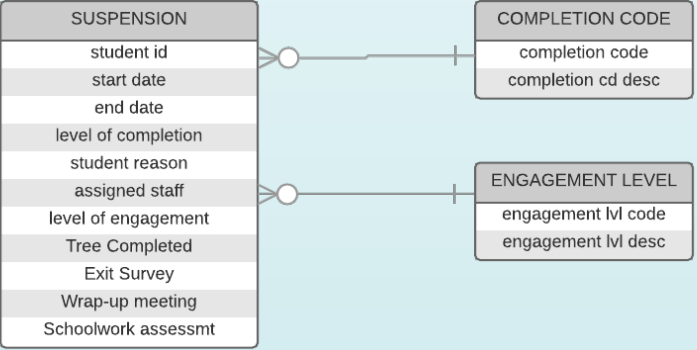 SUSPENSION
student id
start date
end date
level of completion
student reason
assigned staff
level of engagement
Tree Completed
Exit Survey
Wrap-up meeting
Schoolwork assessmt
COMPLETION CODE
completion code
completion cd desc
ENGAGEMENT LEVEL
engagement lvl code
engagement lvl desc